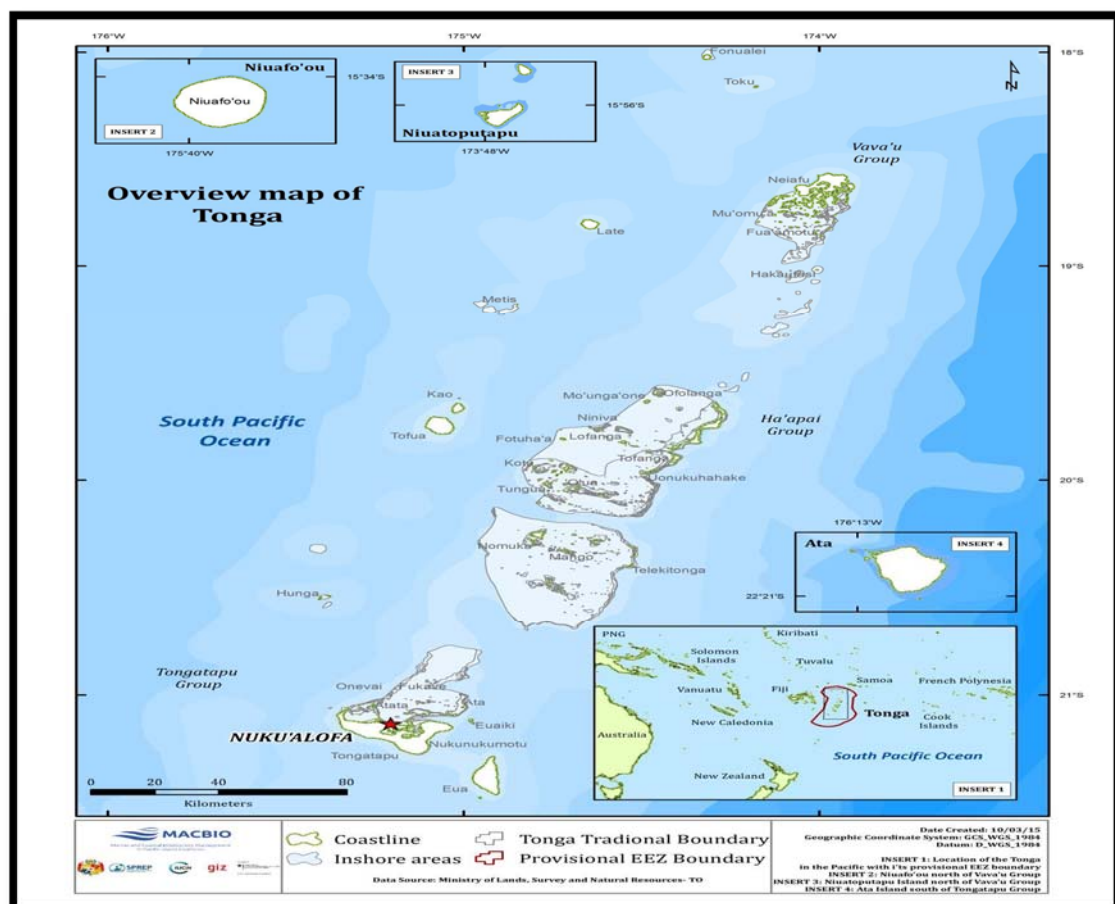 176°W
175°W
174°W
18°S
19°S
20°S
21°S
Niuafo'ou
Niuafo'ou
INSERT 2
15°34'S
175°40'W
INSERT 3
Niuatoputapu
15°56'S
173°48'W
Fonualei
Toku
N
Overview map of
Tonga
Vava'u
Group
Neiafu
Mu'omu'a
Fua'amotu
Late
Metis
South Pacific
Ocean
Kao
Tofua
Mo'unga'one
Ofolanga
Niniva
Lofanga
Fotuha'a
Tofanga
Kotu
Uonukuhahake
Tungua
Ha'apai
Group
Nomuka
Mango
Telekitonga
Hunga
176°13'W
Ata
INSERT 4
22°21'S
Tongatapu
Group
Onevai
Fukave
Atata
Ata
Euaiki
NUKU'ALOFA
Nukunukumotu
Tongatapu
Eua
0 20 40 80
Kilometers
PNG
Kiribati
Solomon
Islands
Tuvalu
Vanuatu
Fiji
Samoa
French Polynesia
New Caledonia
Tonga
Cook
Islands
Australia
New Zealand
South Pacific Ocean
INSERT 1
MACBIO
SPREP
IUCN
giz
Coastline
Inshore areas
Tonga Tradional Boundary
Provisional EEZ Boundary
Data Source: Ministry of Lands, Survey and Natural Resources- TO
Date Created: 10/03/15
Geographic Coordinate System: GCS_WGS_1984
Datum: D_WGS_1984
INSERT 1: Location of the Tonga
in the Pacific with i'ts provisional EEZ boundary
INSERT 2: Niuafo'ou north of Vava'u Group
INSERT 3: Niuatoputapu Island north of Vava'u Group
INSERT 4: Ata Island south of Tongatapu Group